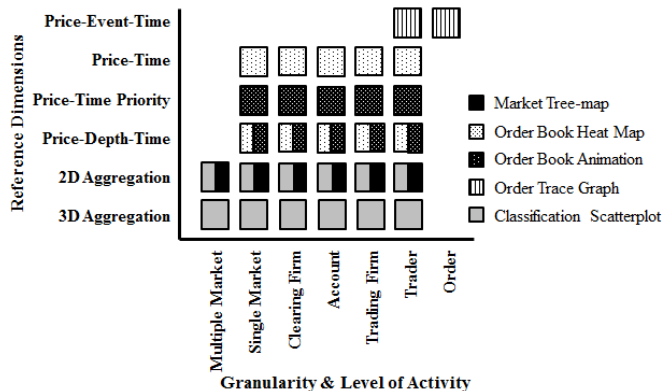 Reference Dimensions
Price-Event-Time
Price-Time
Price-Time Priority
Price-Depth-Time
2D Aggregation
3D Aggregation
Market Tree-map
Order Book Heat Map
Order Book Animation
Order Trace Graph
Classification Scatterplot
Multiple Market
Single Market
Clearing Firm
Account
Trading Firm
Trader
Order
Granularity & Level of Activity